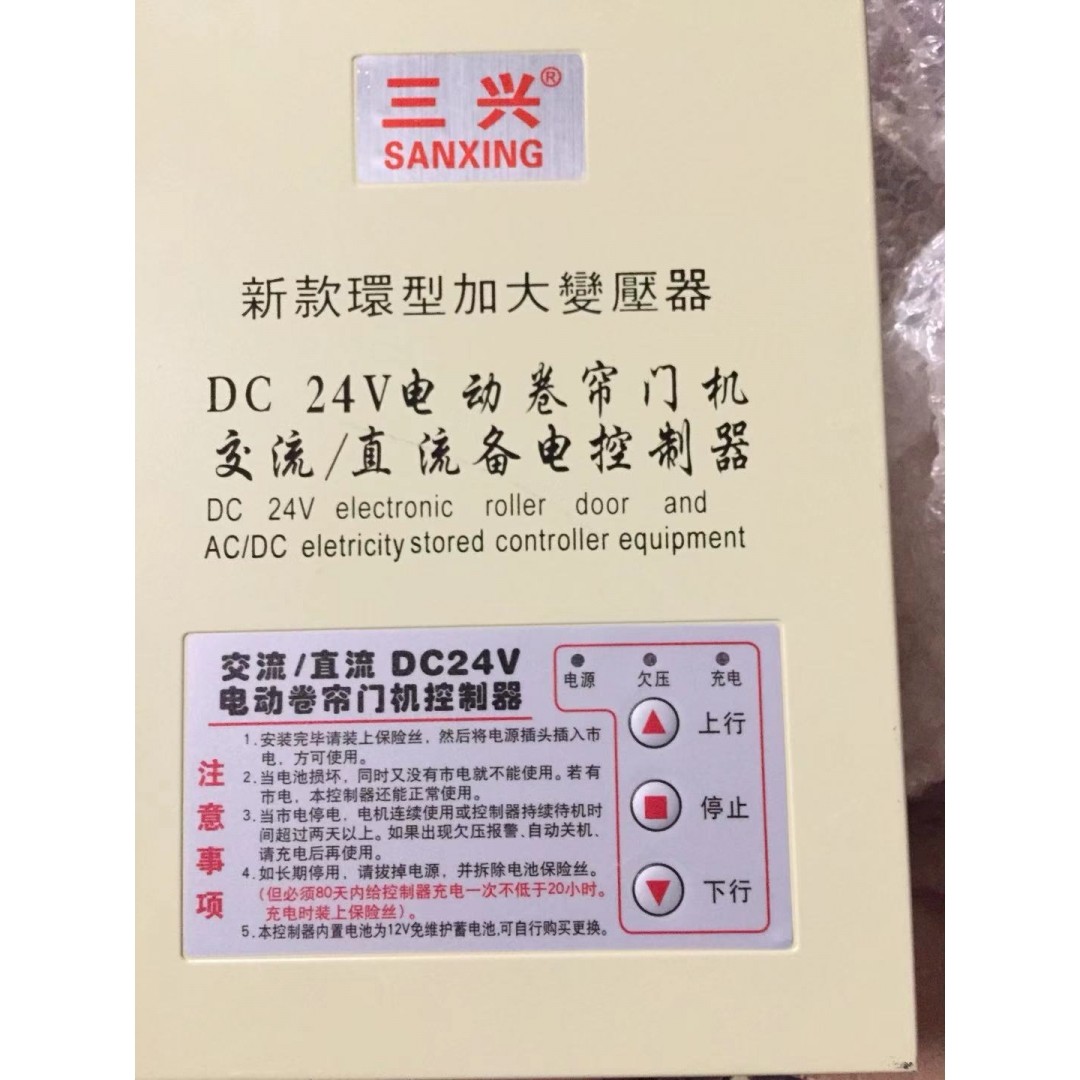 三兴®
SANXING
新款環型加大變壓器
DC 24V电动卷帘门机
交流/直流备电控制器
DC 24V electronic roller door and
AC/DC eletricity stored controller equipment
交流/直流 DC24V
电动卷帘门机控制器
注意事项
1.安装完毕请装上保险丝，然后将电源插头插入市
电，方可使用。
2.当电池损坏，同时又没有市电就不能使用。若有
市电，本控制器还能正常使用。
3.当市电停电，电机连续使用或控制器持续待机时
间超过两天以上。如果出现欠压报警、自动关机、
请充电后再使用。
4.如长期停用，请拔掉电源，并拆除电池保险丝。
(但必须80天内给控制器充电一次不低于20小时。
充电时装上保险丝)。
5.本控制器内置电池为12V免维护蓄电池,可自行购买更换。
电源 欠压 充电
上行
停止
下行